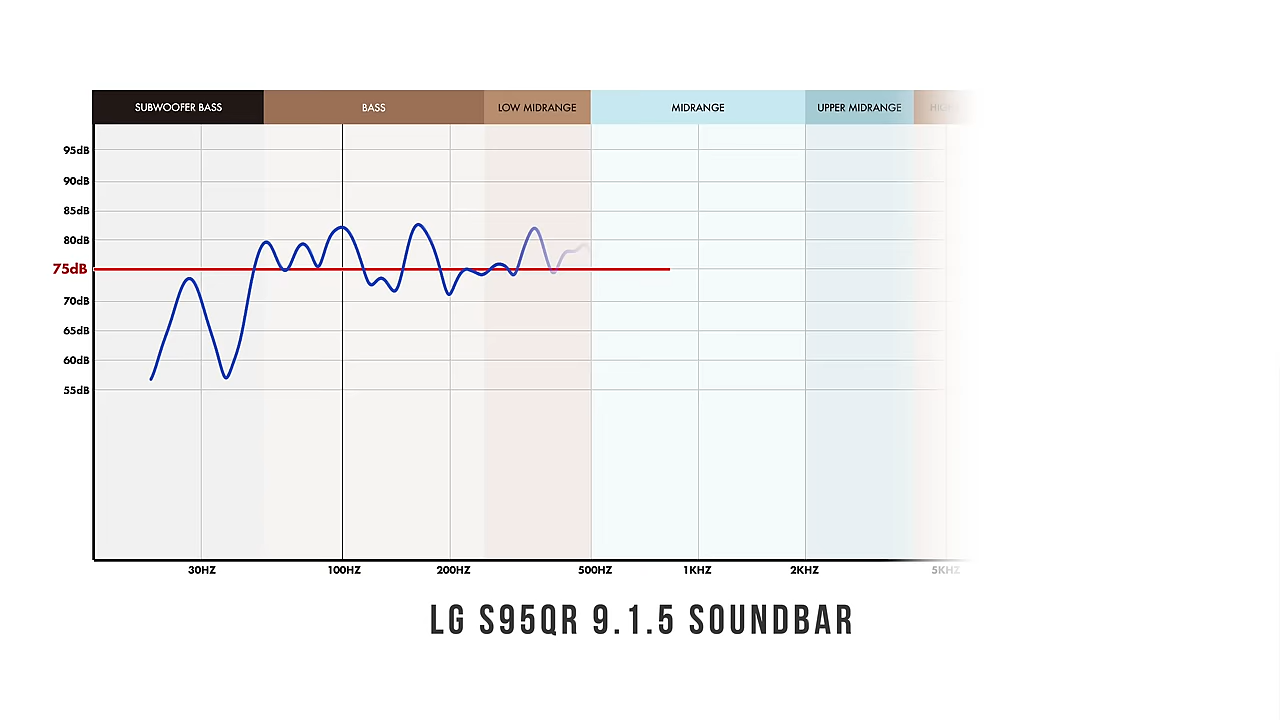 SUBWOOFER BASS BASS LOW MIDRANGE MIDRANGE UPPER MIDRANGE
95dB
90dB
85dB
80dB
75dB
70dB
65dB
60dB
55dB
30HZ 100HZ 200HZ 500HZ 1KHZ 2KHZ 5KHZ
LG S95QR 9.1.5 SOUNDBAR